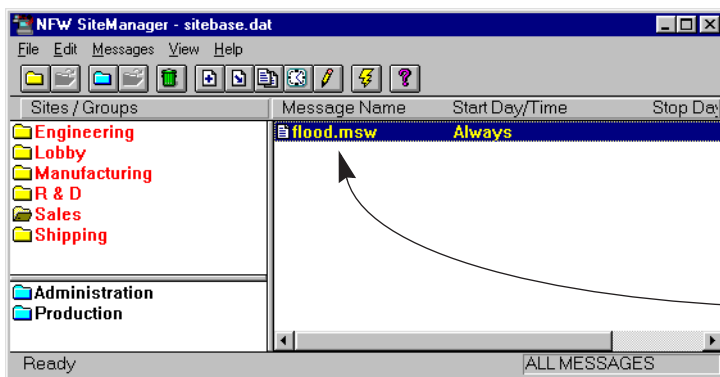 NFW SiteManager - sitebase.dat
File Edit Messages View Help
Sites / Groups
Message Name Start Day/Time Stop Day
Engineering
Lobby
Manufacturing
R & D
Sales
Shipping
flood.msw Always
Administration
Production
Ready
ALL MESSAGES